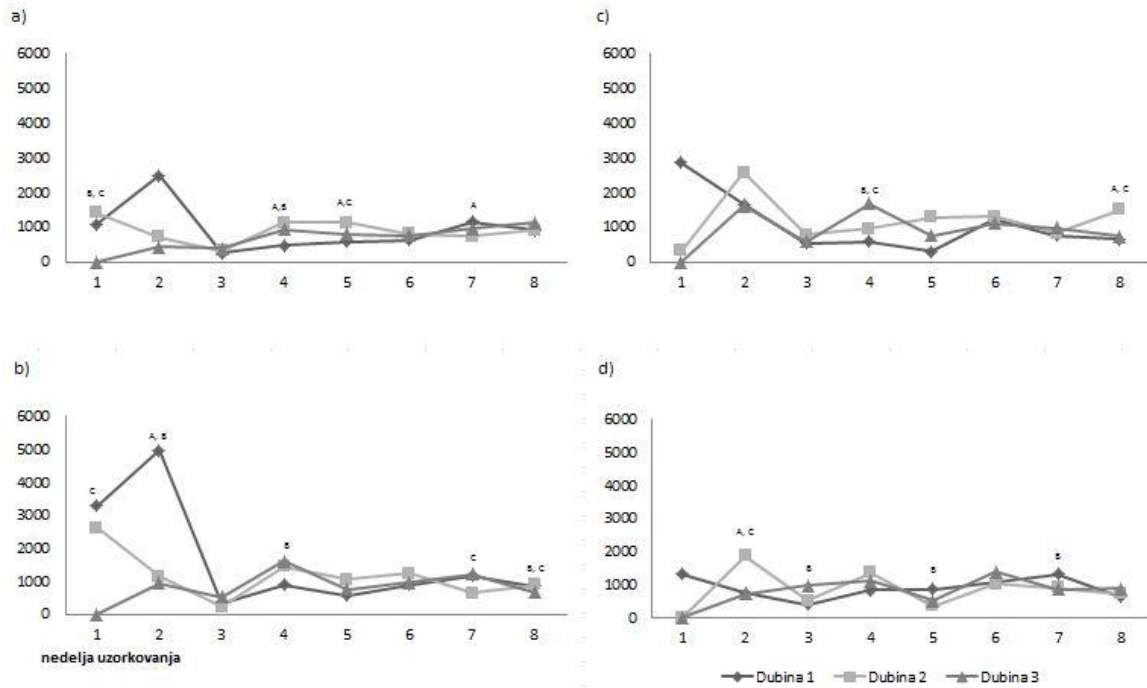 a)
6000
5000
4000
3000
2000
1000
0
B, C
A,B
A,C
A
1 2 3 4 5 6 7 8
c)
6000
5000
4000
3000
2000
1000
0
B, C
A, C
1 2 3 4 5 6 7 8
b)
6000
5000
4000
3000
2000
1000
0
C
A, B
B
C
B, C
1 2 3 4 5 6 7 8
nedelja uzorkovanja
d)
6000
5000
4000
3000
2000
1000
0
A, C
B
B
B
1 2 3 4 5 6 7 8
Dubina 1 Dubina 2 Dubina 3